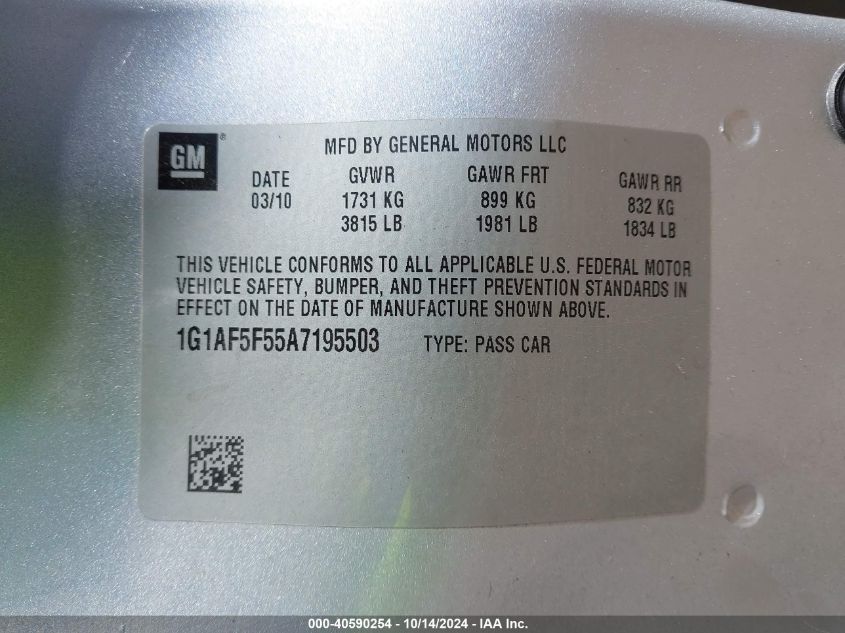 GM®
MFD BY GENERAL MOTORS LLC
DATE GVWR GAWR FRT GAWR RR
03/10 1731 KG 899 KG 832 KG
3815 LB 1981 LB 1834 LB
THIS VEHICLE CONFORMS TO ALL APPLICABLE U.S. FEDERAL MOTOR
VEHICLE SAFETY, BUMPER, AND THEFT PREVENTION STANDARDS IN
EFFECT ON THE DATE OF MANUFACTURE SHOWN ABOVE.
1G1AF5F55A7195503 TYPE: PASS CAR
000-40590254 - 10/14/2024 - IAA Inc.